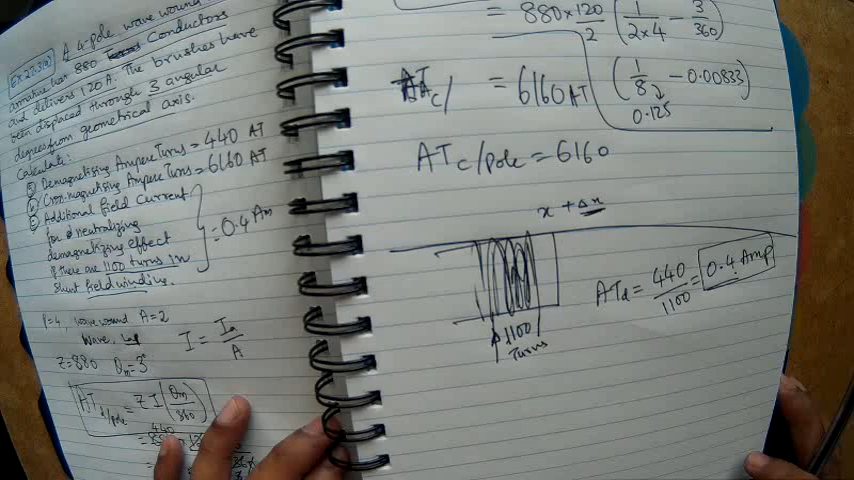 Ex:27.3(a) A 4-pole wave wound
armature has 880 Conductors
and delivers 120 A. The brushes have
been displaced through 3 angular
degrees from geometrical axis.
Calculate:
a) Demagnetising Ampere Turns = 440 AT
b) Cross-magnetising Ampere Turns = 6160 AT
c) Additional field Current
for neutralizing
demagnetizing effect
if there are 1100 turns in
shunt field winding.
= 0.4 Am
P=4, wave wound A=2
Wave, Lap
Z=880 θm=3°
I = Ia/A
ATd/pole = ZI (θm/360)
440
= 880×120/2 (1/2×4 − 3/360)
ATc/ = 6160 AT
(1/8 − 0.00833)
0.125
ATc/pole = 6160
x + Δx
ATd = 440/1100 = 0.4 Amp
1100
Turns